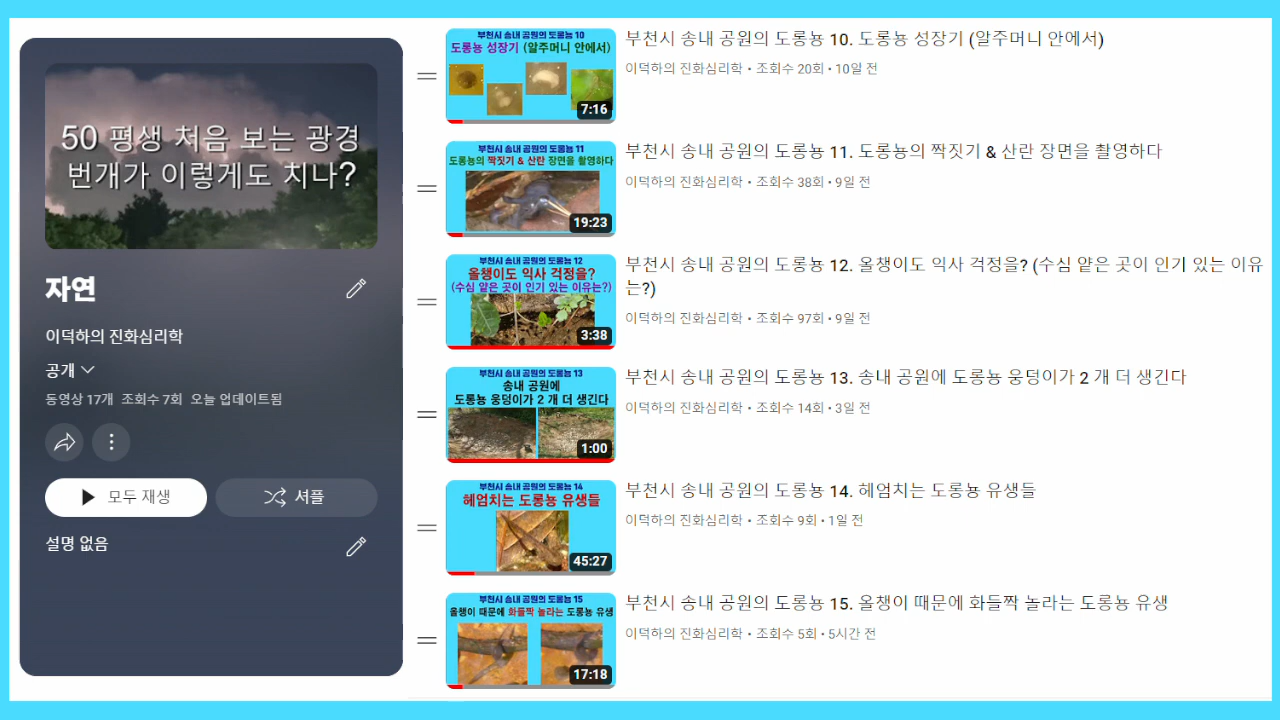 50 평생 처음 보는 광경
번개가 이렇게도 치나?
자연
이덕하의 진화심리학
공개
동영상 17개 조회수 7회 오늘 업데이트됨
모두 재생
셔플
설명 없음
부천시 송내 공원의 도롱뇽 10
도롱뇽 성장기 (알주머니 안에서)
7:16
부천시 송내 공원의 도롱뇽 10. 도롱뇽 성장기 (알주머니 안에서)
이덕하의 진화심리학 • 조회수 20회 • 10일 전
부천시 송내 공원의 도롱뇽 11
도롱뇽의 짝짓기 & 산란 장면을 촬영하다
19:23
부천시 송내 공원의 도롱뇽 11. 도롱뇽의 짝짓기 & 산란 장면을 촬영하다
이덕하의 진화심리학 • 조회수 38회 • 9일 전
부천시 송내 공원의 도롱뇽 12
올챙이도 익사 걱정을?
(수심 얕은 곳이 인기 있는 이유는?)
3:38
부천시 송내 공원의 도롱뇽 12. 올챙이도 익사 걱정을? (수심 얕은 곳이 인기 있는 이유
는?)
이덕하의 진화심리학 • 조회수 97회 • 9일 전
부천시 송내 공원의 도롱뇽 13
송내 공원에
도롱뇽 웅덩이가 2 개 더 생긴다
1:00
부천시 송내 공원의 도롱뇽 13. 송내 공원에 도롱뇽 웅덩이가 2 개 더 생긴다
이덕하의 진화심리학 • 조회수 14회 • 3일 전
부천시 송내 공원의 도롱뇽 14
헤엄치는 도롱뇽 유생들
45:27
부천시 송내 공원의 도롱뇽 14. 헤엄치는 도롱뇽 유생들
이덕하의 진화심리학 • 조회수 9회 • 1일 전
부천시 송내 공원의 도롱뇽 15
올챙이 때문에 화들짝 놀라는 도롱뇽 유생
17:18
부천시 송내 공원의 도롱뇽 15. 올챙이 때문에 화들짝 놀라는 도롱뇽 유생
이덕하의 진화심리학 • 조회수 5회 • 5시간 전